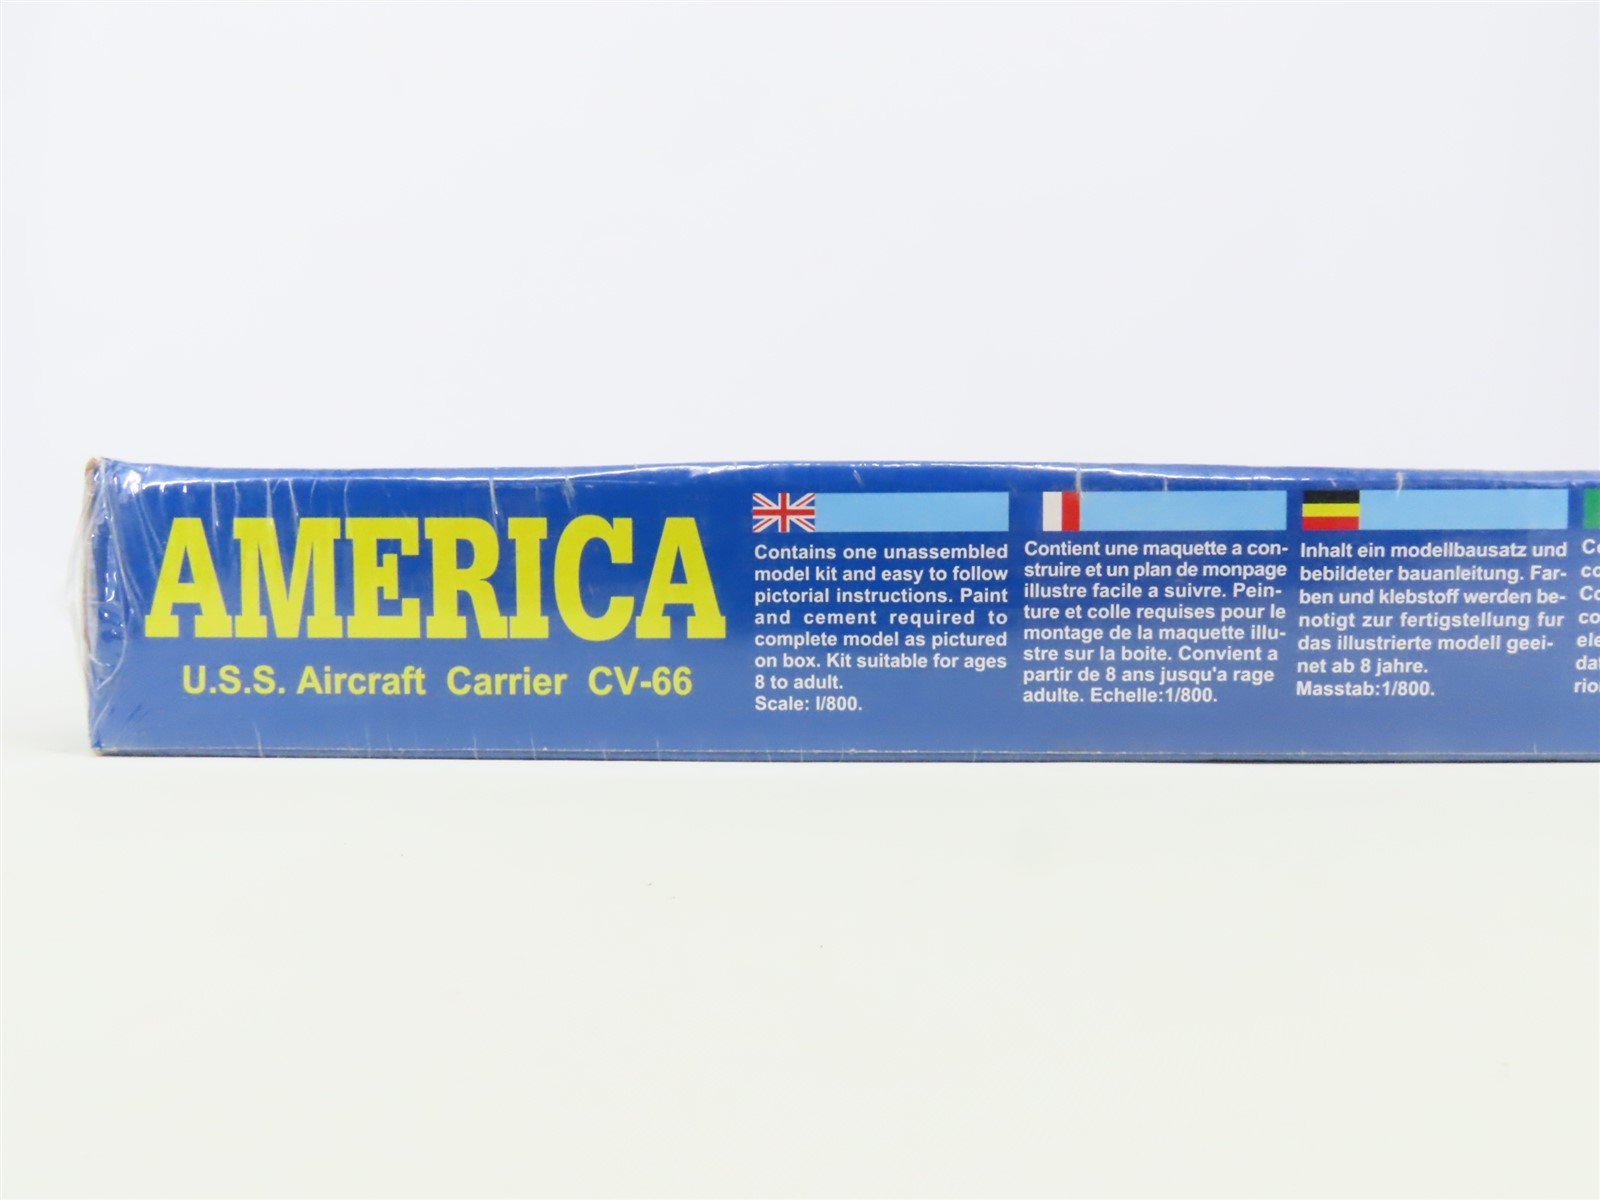 AMERICA
U.S.S. Aircraft Carrier CV-66
Contains one unassembled
model kit and easy to follow
pictorial instructions. Paint
and cement required to
complete model as pictured
on box. Kit suitable for ages
8 to adult.
Scale: I/800.
Contient une maquette a con-
struire et un plan de monpage
illustre facile a suivre. Pein-
ture et colle requises pour le
montage de la maquette illu-
stre sur la boite. Convient a
partir de 8 ans jusqu'a rage
adulte. Echelle:1/800.
Inhalt ein modellbausatz und
bebildeter bauanleitung. Far-
ben und klebstoff werden be-
notigt zur fertigstellung fur
das illustrierte modell geei-
net ab 8 jahre.
Masstab:1/800.